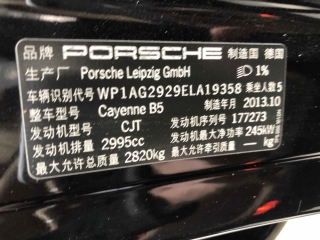 品牌 PORSCHE 制造国 德国
生产厂 Porsche Leipzig GmbH 1%
车辆识别代号 WP1AG2929ELA19358 乘坐人数 5
整车型号 Cayenne B5 制造年月 2013.10
发动机型号 CJT 发动机序列号 177273
发动机排量 2995cc 发动机最大净功率 245kW
最大允许总质量 2820kg 最大允许牵引质量 — kg